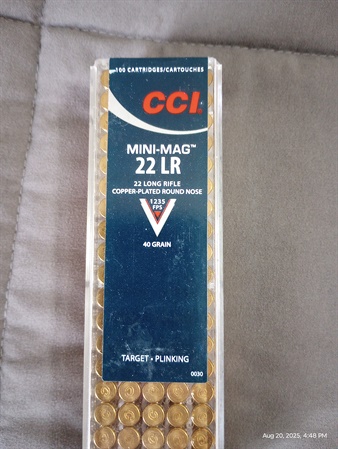 100 CARTRIDGES/CARTOUCHES
CCI
MINI-MAG™
22 LR
22 LONG RIFLE
COPPER-PLATED ROUND NOSE
1235
FPS
40 GRAIN
TARGET • PLINKING
0030
Aug 20, 2025, 4:48 PM